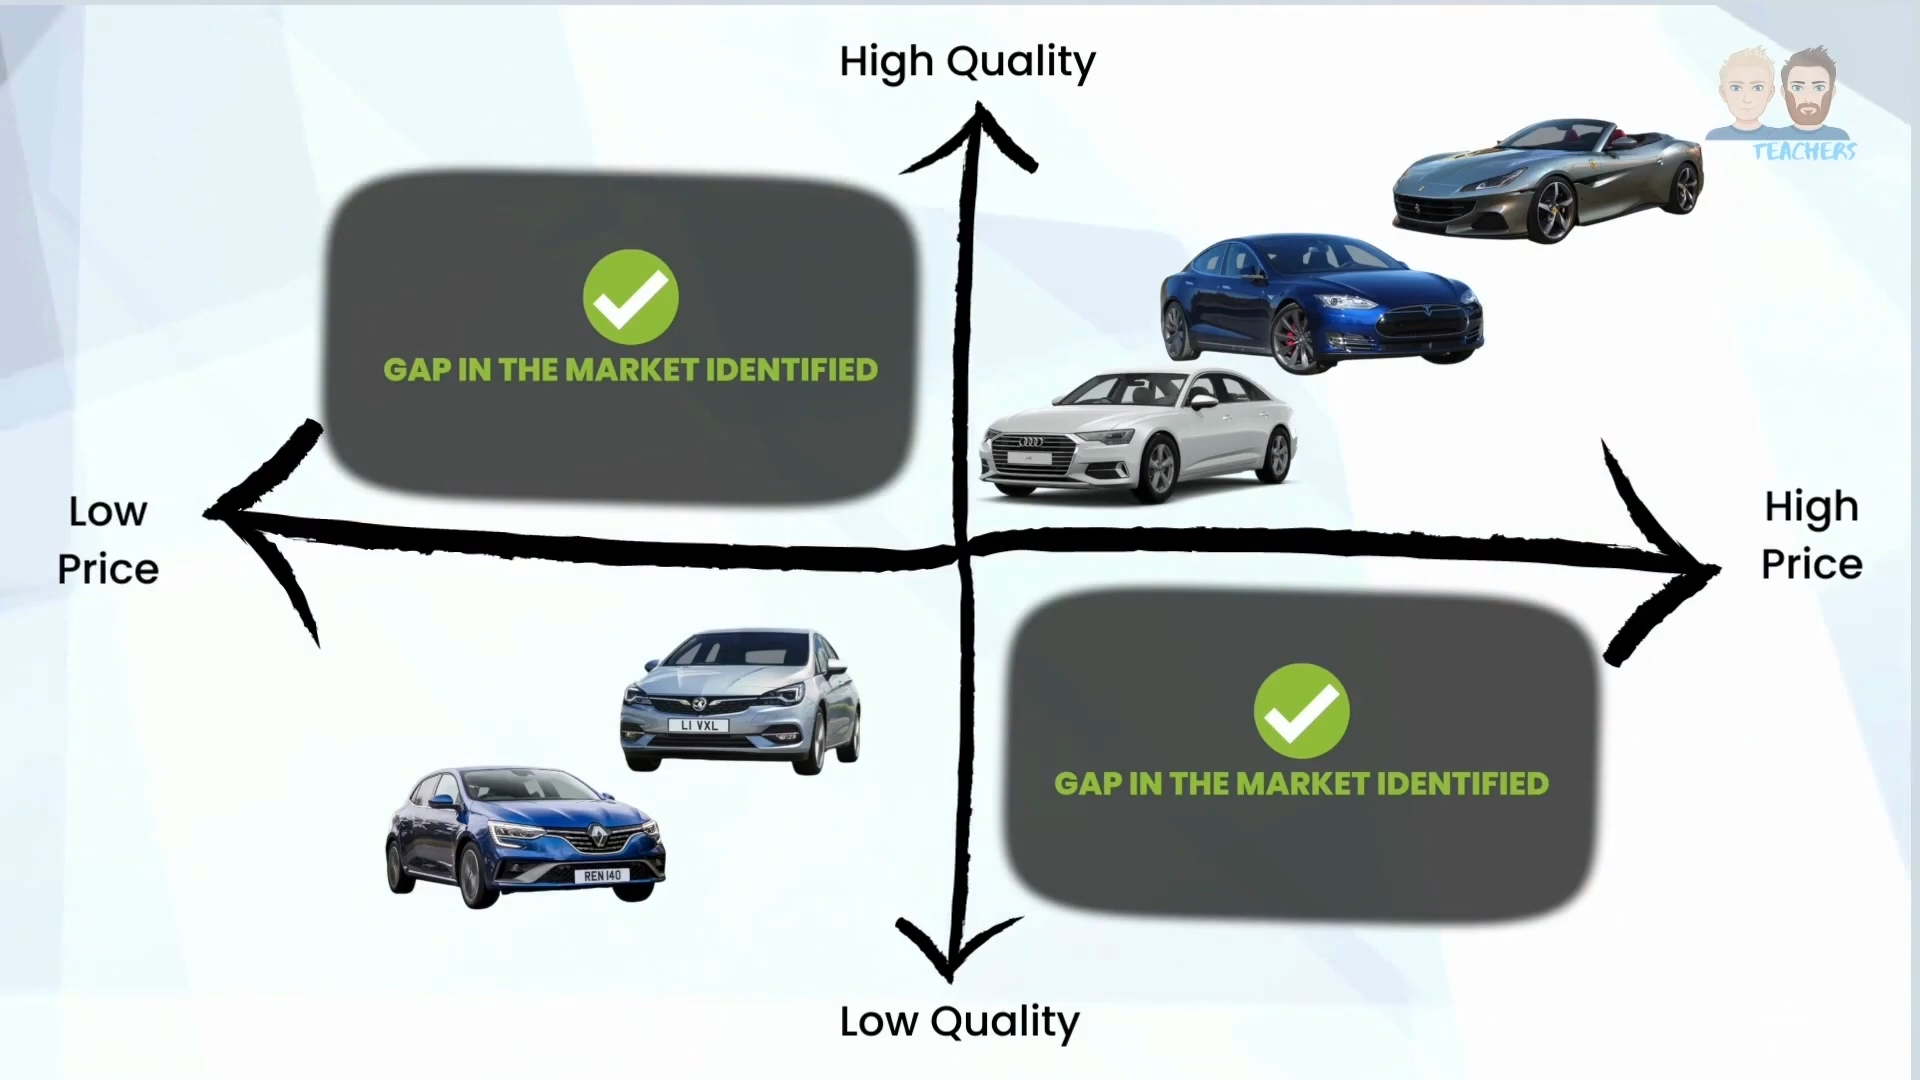 High Quality
TEACHERS
GAP IN THE MARKET IDENTIFIED
Low
Price
High
Price
L1 VXL
GAP IN THE MARKET IDENTIFIED
REN 140
Low Quality